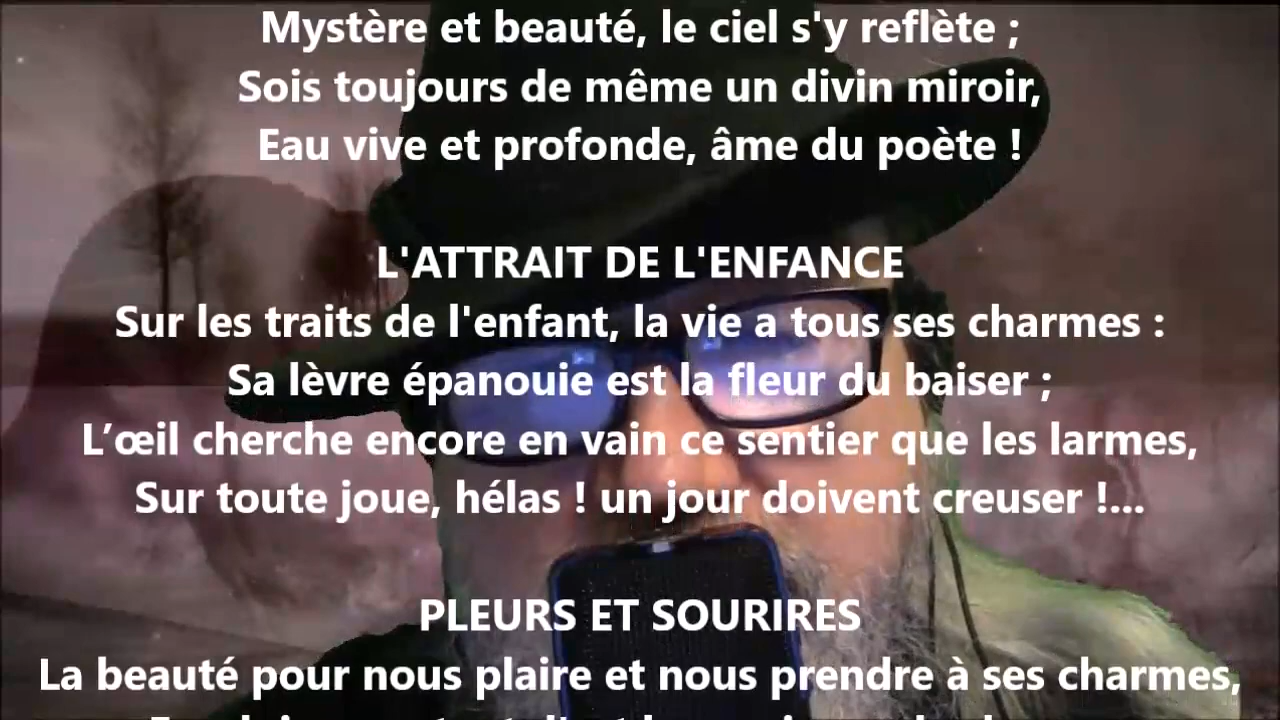 Mystère et beauté, le ciel s'y reflète ;
Sois toujours de même un divin miroir,
Eau vive et profonde, âme du poète !
L'ATTRAIT DE L'ENFANCE
Sur les traits de l'enfant, la vie a tous ses charmes :
Sa lèvre épanouie est la fleur du baiser ;
L’œil cherche encore en vain ce sentier que les larmes,
Sur toute joue, hélas ! un jour doivent creuser !...
PLEURS ET SOURIRES
La beauté pour nous plaire et nous prendre à ses charmes,